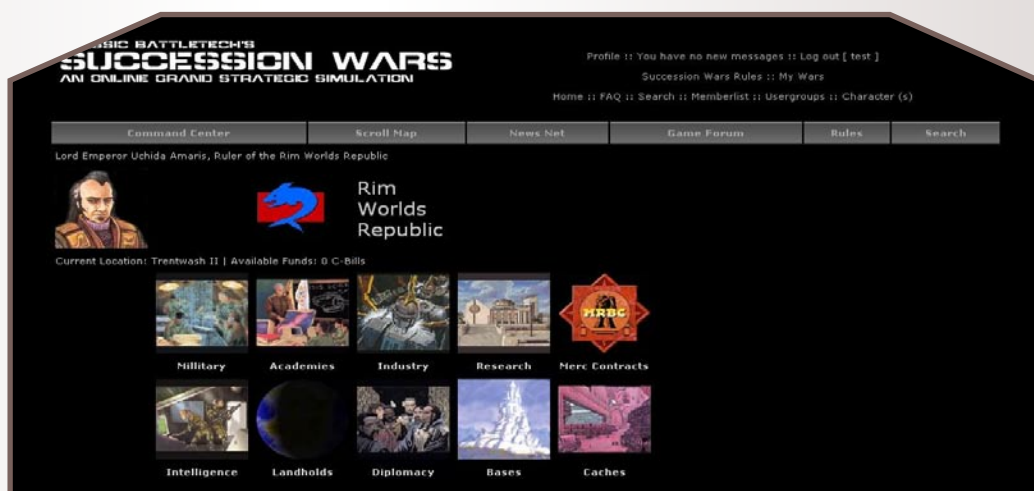 SSIC BATTLETECH'S
SUCCESSION WARS
AN ONLINE GRAND STRATEGIC SIMULATION
Profile :: You have no new messages :: Log out [ test ]
Succession Wars Rules :: My Wars
Home :: FAQ :: Search :: Memberlist :: Usergroups :: Character (s)
Command Center Scroll Map News Net Game Forum Rules Search
Lord Emperor Uchida Amaris, Ruler of the Rim Worlds Republic
Rim
Worlds
Republic
Current Location: Trentwash II | Available Funds: 0 C-Bills
MRBC
Millitary Academies Industry Research Merc Contracts
Intelligence Landholds Diplomacy Bases Caches